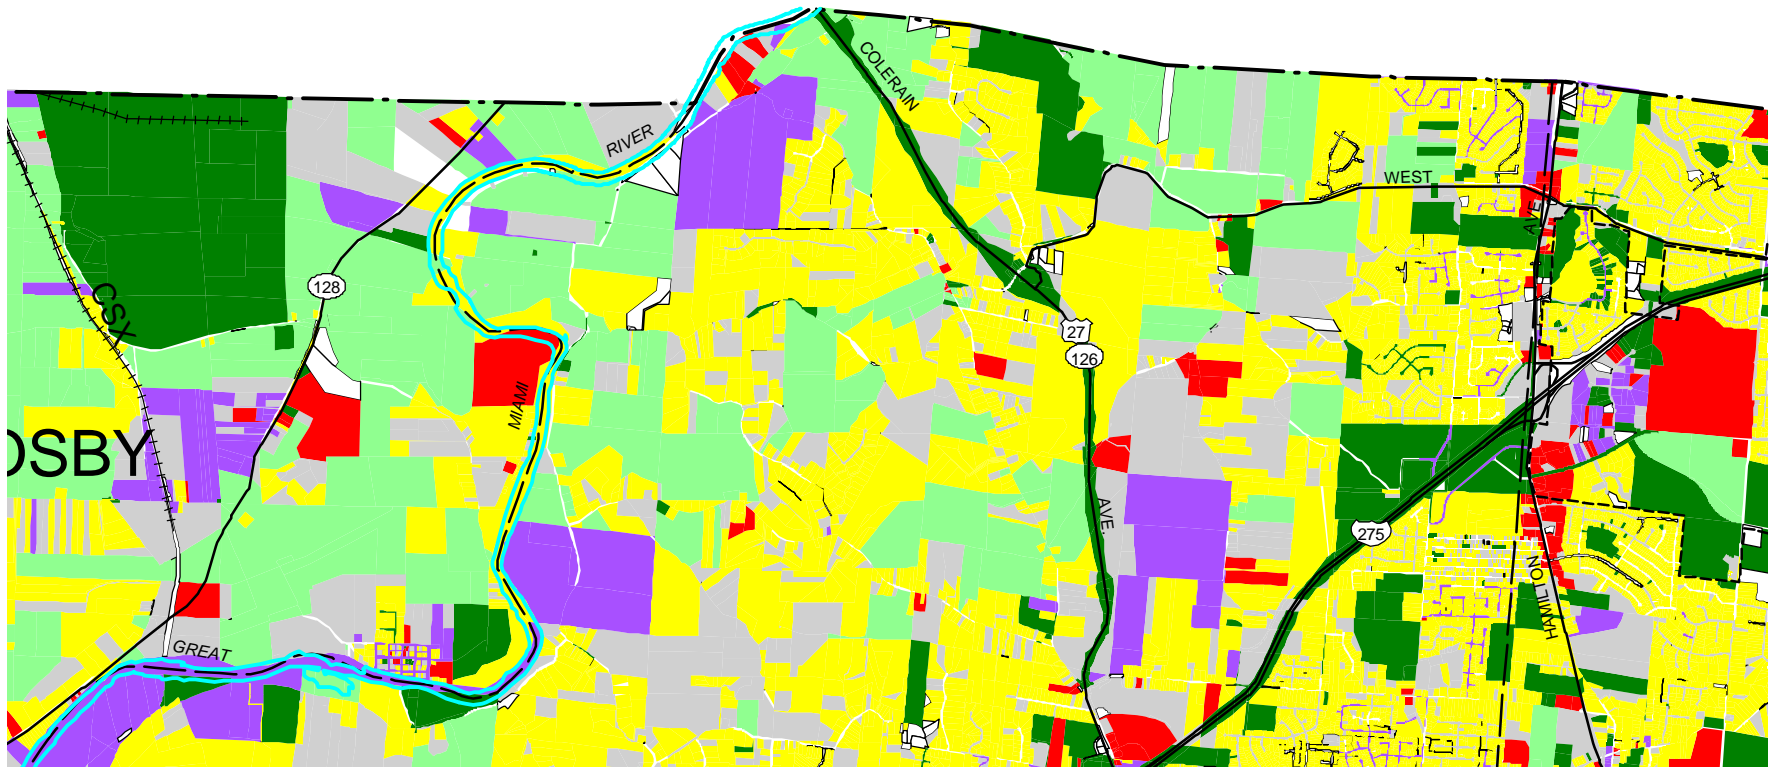 COLERAIN
RIVER
WEST
AVE.
128
CSX
27
126
MIAMI
OSBY
AVE.
275
HAMILTON
GREAT